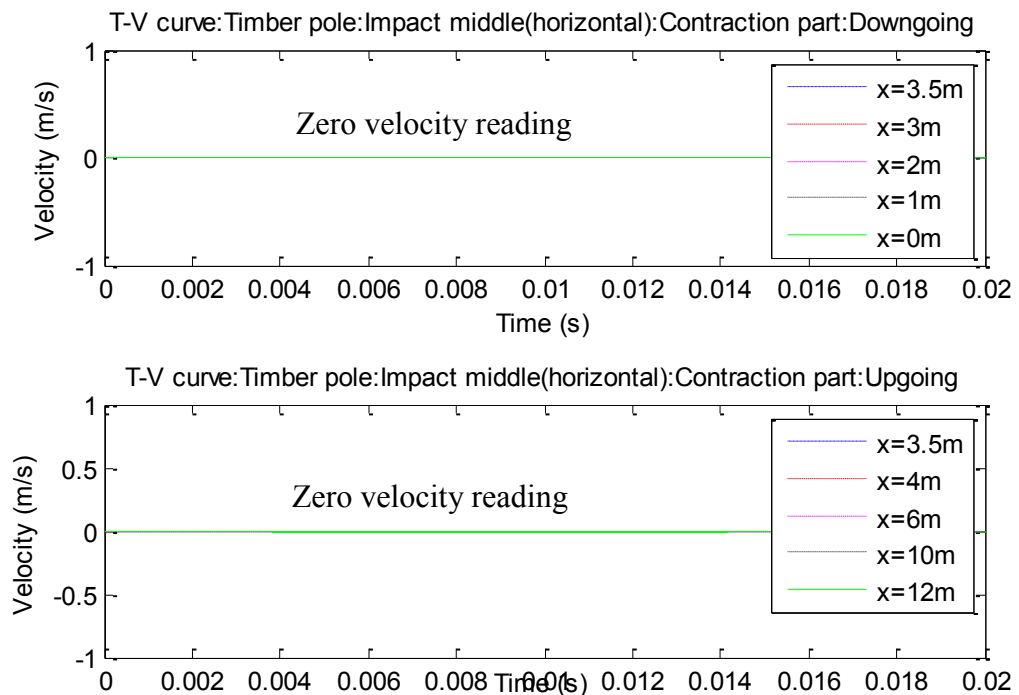 T-V curve:Timber pole:Impact middle(horizontal):Contraction part:Downgoing
1
0
-1
Velocity (m/s)
Zero velocity reading
x=3.5m
x=3m
x=2m
x=1m
x=0m
0 0.002 0.004 0.006 0.008 0.01 0.012 0.014 0.016 0.018 0.02
Time (s)
T-V curve:Timber pole:Impact middle(horizontal):Contraction part:Upgoing
1
0.5
0
-0.5
-1
Velocity (m/s)
Zero velocity reading
x=3.5m
x=4m
x=6m
x=10m
x=12m
0 0.002 0.004 0.006 0.008 0.01 0.012 0.014 0.016 0.018 0.02
Time (s)